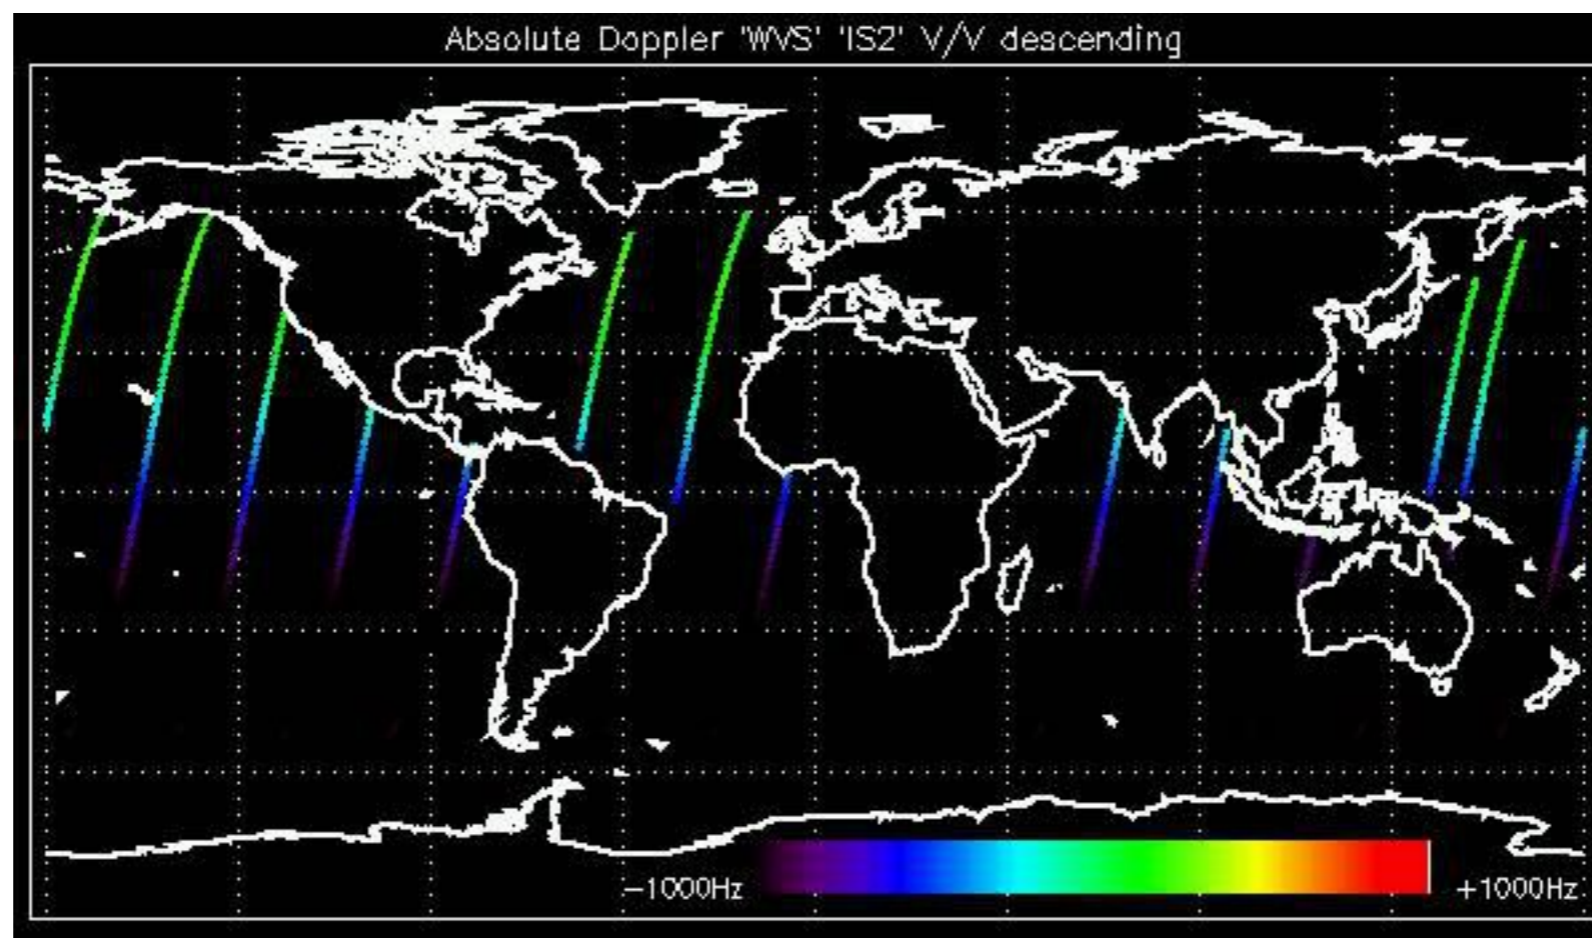 Absolute Doppler 'WVS' 'IS2' V/V descending
−1000Hz
+1000Hz